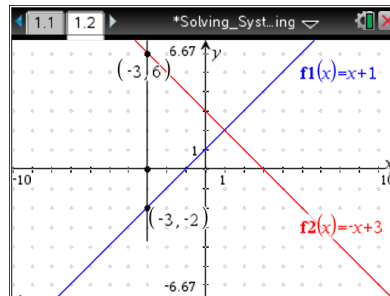 1.1 1.2 *Solving_Syst...ing
6.67 y
(-3,6) f1(x)=x+1
1
x
-10 1 10
(-3,-2)
f2(x)=-x+3
-6.67